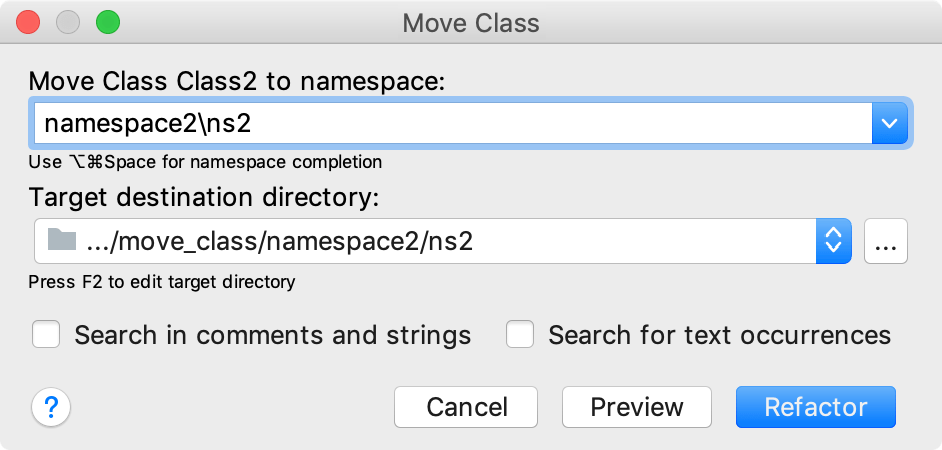 Move Class
Move Class Class2 to namespace:
namespace2\ns2
Use ⌥⌘Space for namespace completion
Target destination directory:
.../move_class/namespace2/ns2
...
Press F2 to edit target directory
Search in comments and strings
Search for text occurrences
?
Cancel
Preview
Refactor